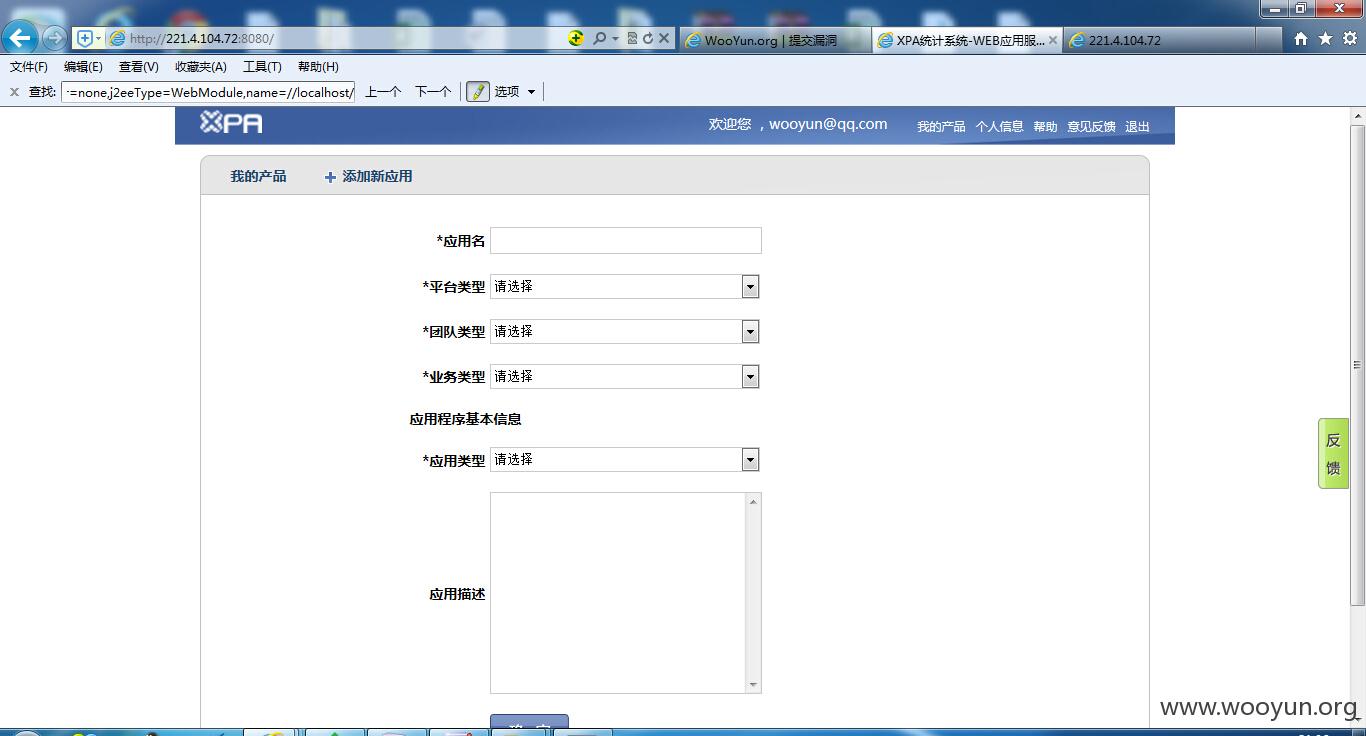 http://221.4.104.72:8080/
WooYun.org | 提交漏洞
XPA统计系统-WEB应用服...
221.4.104.72
文件(F) 编辑(E) 查看(V) 收藏夹(A) 工具(T) 帮助(H)
查找: =none,j2eeType=WebModule,name=//localhost/ 上一个 下一个 选项
XPA
欢迎您 ，wooyun@qq.com 我的产品 个人信息 帮助 意见反馈 退出
我的产品 添加新应用
*应用名
*平台类型 请选择
*团队类型 请选择
*业务类型 请选择
应用程序基本信息
*应用类型 请选择
反馈
应用描述
确 定
www.wooyun.org